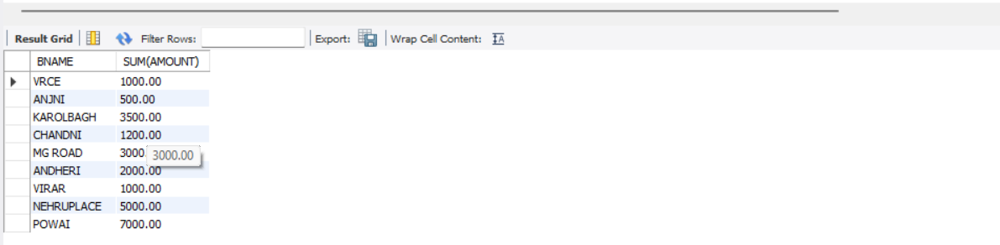 Result Grid Filter Rows: Export: Wrap Cell Content: IA
BNAME SUM(AMOUNT)
VRCE 1000.00
ANJNI 500.00
KAROLBAGH 3500.00
CHANDNI 1200.00
MG ROAD 3000 3000.00
ANDHERI 2000.00
VIRAR 1000.00
NEHRUPLACE 5000.00
POWAI 7000.00